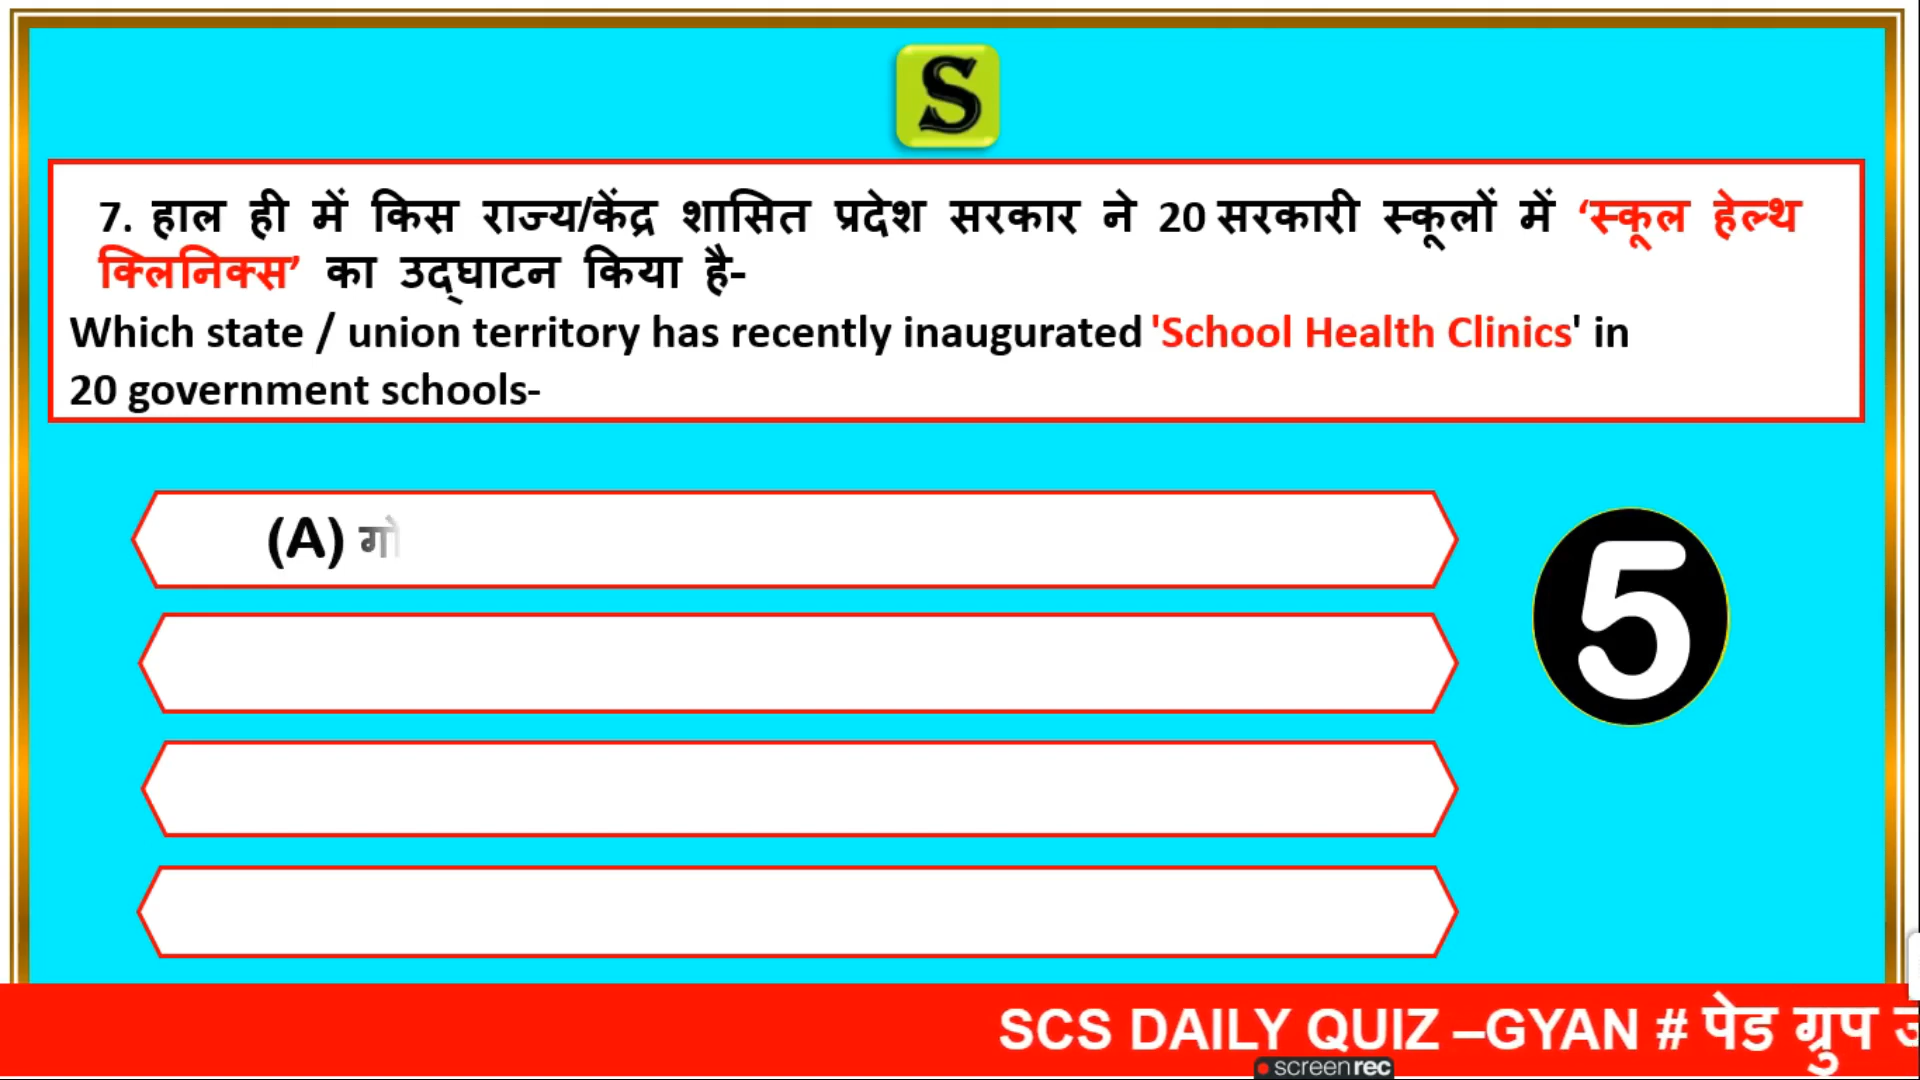 S
7. हाल ही में किस राज्य/केंद्र शासित प्रदेश सरकार ने 20 सरकारी स्कूलों में ‘स्कूल हेल्थ
क्लिनिक्स’ का उद्घाटन किया है-
Which state / union territory has recently inaugurated 'School Health Clinics' in
20 government schools-
(A)
5
SCS DAILY QUIZ –GYAN # पेड ग्रुप
screenrec